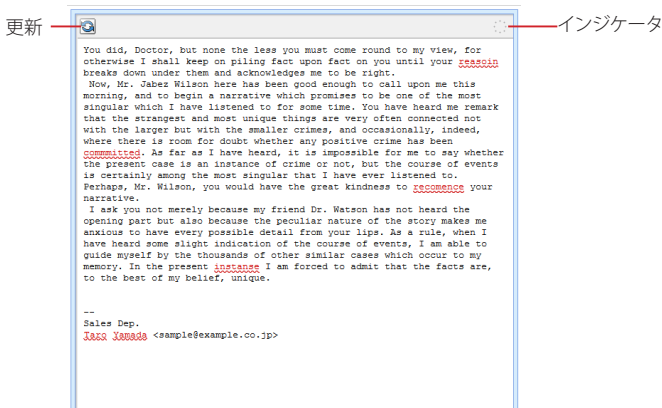 更新
インジケータ
You did, Doctor, but none the less you must come round to my view, for
otherwise I shall keep on piling fact upon fact on you until your reasoin
breaks down under them and acknowledges me to be right.
Now, Mr. Jabez Wilson here has been good enough to call upon me this
morning, and to begin a narrative which promises to be one of the most
singular which I have listened to for some time. You have heard me remark
that the strangest and most unique things are very often connected not
with the larger but with the smaller crimes, and occasionally, indeed,
where there is room for doubt whether any positive crime has been
commmitted. As far as I have heard, it is impossible for me to say whether
the present case is an instance of crime or not, but the course of events
is certainly among the most singular that I have ever listened to.
Perhaps, Mr. Wilson, you would have the great kindness to recomence your
narrative.
I ask you not merely because my friend Dr. Watson has not heard the
opening part but also because the peculiar nature of the story makes me
anxious to have every possible detail from your lips. As a rule, when I
have heard some slight indication of the course of events, I am able to
guide myself by the thousands of other similar cases which occur to my
memory. In the present instanse I am forced to admit that the facts are,
to the best of my belief, unique.
--
Sales Dep.
Taro Yamada <sample@example.co.jp>